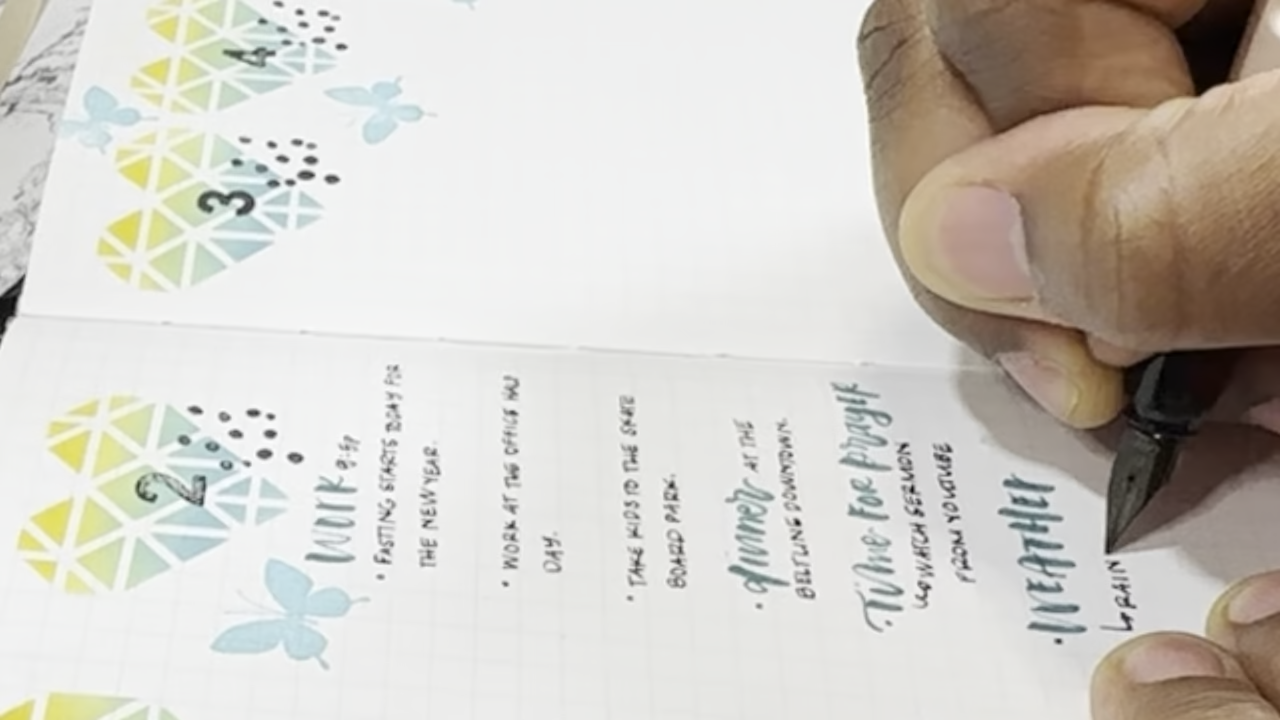 4
3
2
WORK 9:5p
• FASTING STARTS TODAY FOR
THE NEW YEAR.
• WORK AT THE OFFICE HALF
DAY.
• TAKE KIDS TO THE SKATE
BOARD PARK.
• dinner AT THE
BELTLINE DOWNTOWN.
• Time FOR PRAYER
↳ WATCH SERMON
FROM YOUTUBE
• WEATHER
↳ RAIN